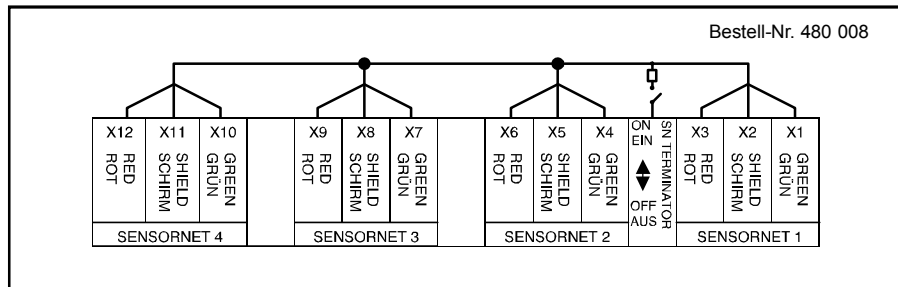 Bestell-Nr. 480 008
X12
RED
ROT
X11
SHIELD
SCHIRM
X10
GREEN
GRÜN
SENSORNET 4
X9
RED
ROT
X8
SHIELD
SCHIRM
X7
GREEN
GRÜN
SENSORNET 3
X6
RED
ROT
X5
SHIELD
SCHIRM
X4
GREEN
GRÜN
SENSORNET 2
ON
EIN
OFF
AUS
SN TERMINATOR
X3
RED
ROT
X2
SHIELD
SCHIRM
X1
GREEN
GRÜN
SENSORNET 1